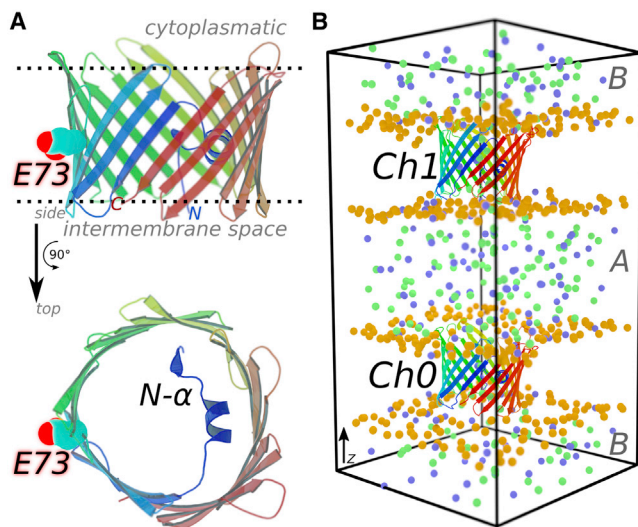 A
cytoplasmatic
E73
side
C
N
intermembrane space
90°
top
N-α
E73
B
B
Ch1
A
Ch0
B
z